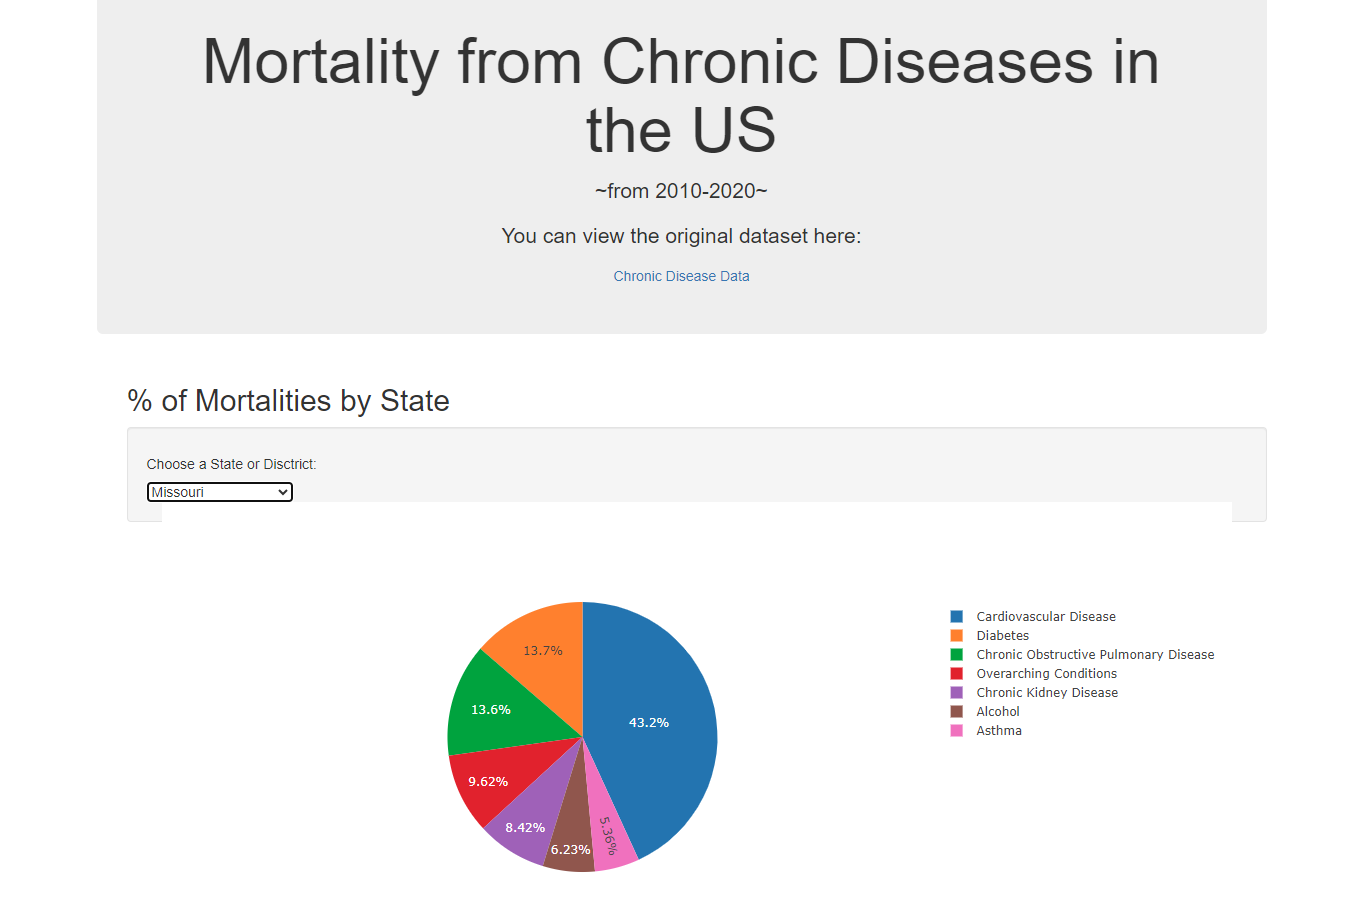 Mortality from Chronic Diseases in
the US
~from 2010-2020~
You can view the original dataset here:
Chronic Disease Data
% of Mortalities by State
Choose a State or Disctrict:
Missouri
13.7%
13.6%
43.2%
9.62%
8.42%
6.23%
5.36%
Cardiovascular Disease
Diabetes
Chronic Obstructive Pulmonary Disease
Overarching Conditions
Chronic Kidney Disease
Alcohol
Asthma